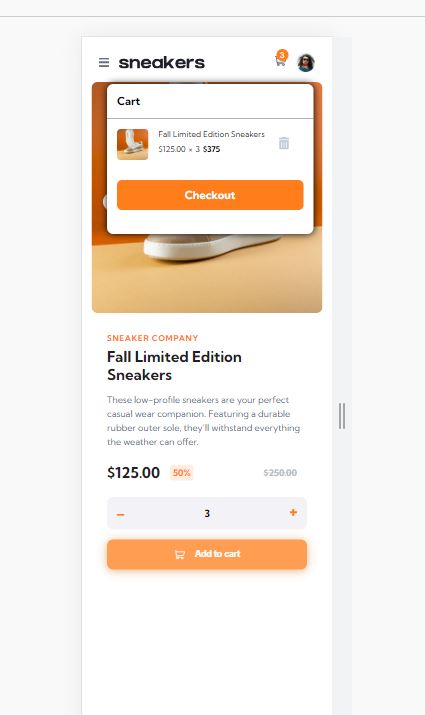 sneakers
3
Cart
Fall Limited Edition Sneakers
$125.00 × 3 $375
Checkout
SNEAKER COMPANY
Fall Limited Edition
Sneakers
These low-profile sneakers are your perfect
casual wear companion. Featuring a durable
rubber outer sole, they'll withstand everything
the weather can offer.
$125.00 50% $250.00
− 3 +
Add to cart